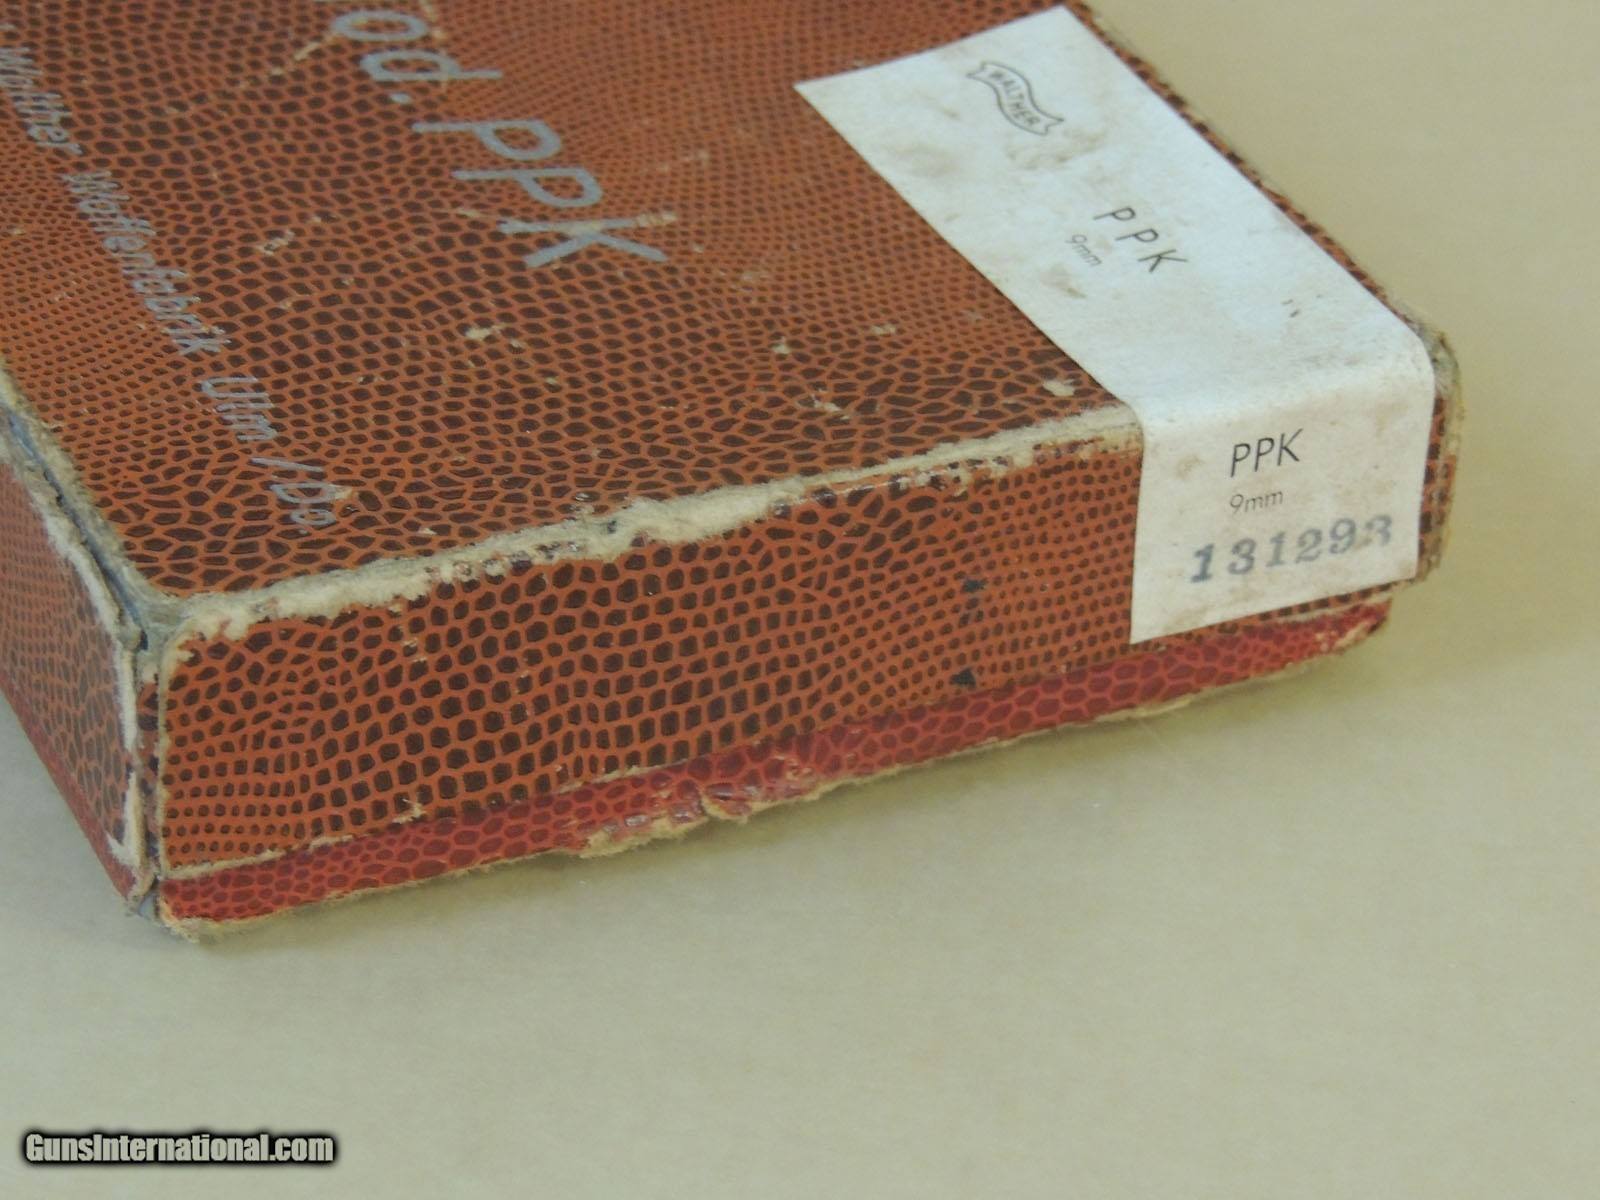 od. PPK
Walther Waffenfabrik Ulm/Do.
WALTHER
PPK
9mm
PPK
9mm
131293
GunsInternational.com